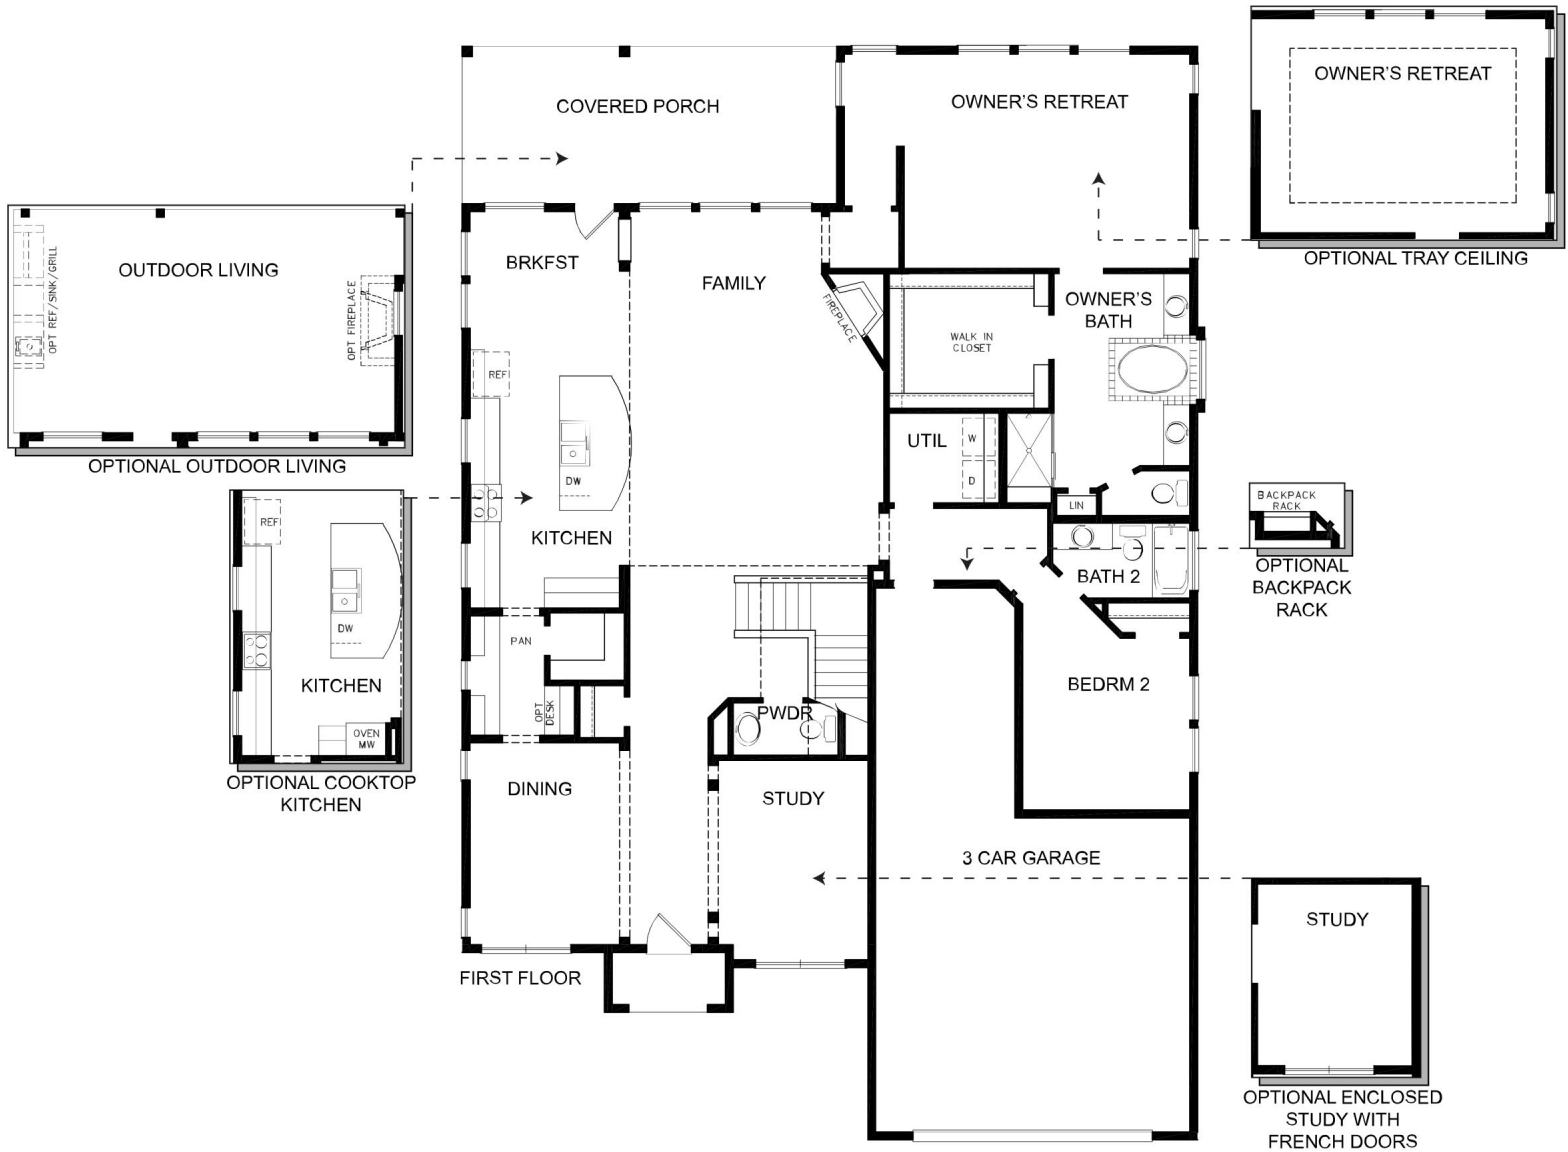 COVERED PORCH
OWNER'S RETREAT
OWNER'S RETREAT
OPTIONAL TRAY CEILING
OUTDOOR LIVING
OPT REF/SINK/GRILL
OPT FIREPLACE
OPTIONAL OUTDOOR LIVING
BRKFST
FAMILY
FIREPLACE
OWNER'S
BATH
WALK IN
CLOSET
REF
UTIL
W
D
DW
KITCHEN
LIN
BACKPACK
RACK
OPTIONAL
BACKPACK
RACK
REF
DW
KITCHEN
OVEN
MW
OPTIONAL COOKTOP
KITCHEN
BATH 2
PAN
OPT
DESK
PWDR
BEDRM 2
DINING
STUDY
3 CAR GARAGE
STUDY
FIRST FLOOR
OPTIONAL ENCLOSED
STUDY WITH
FRENCH DOORS